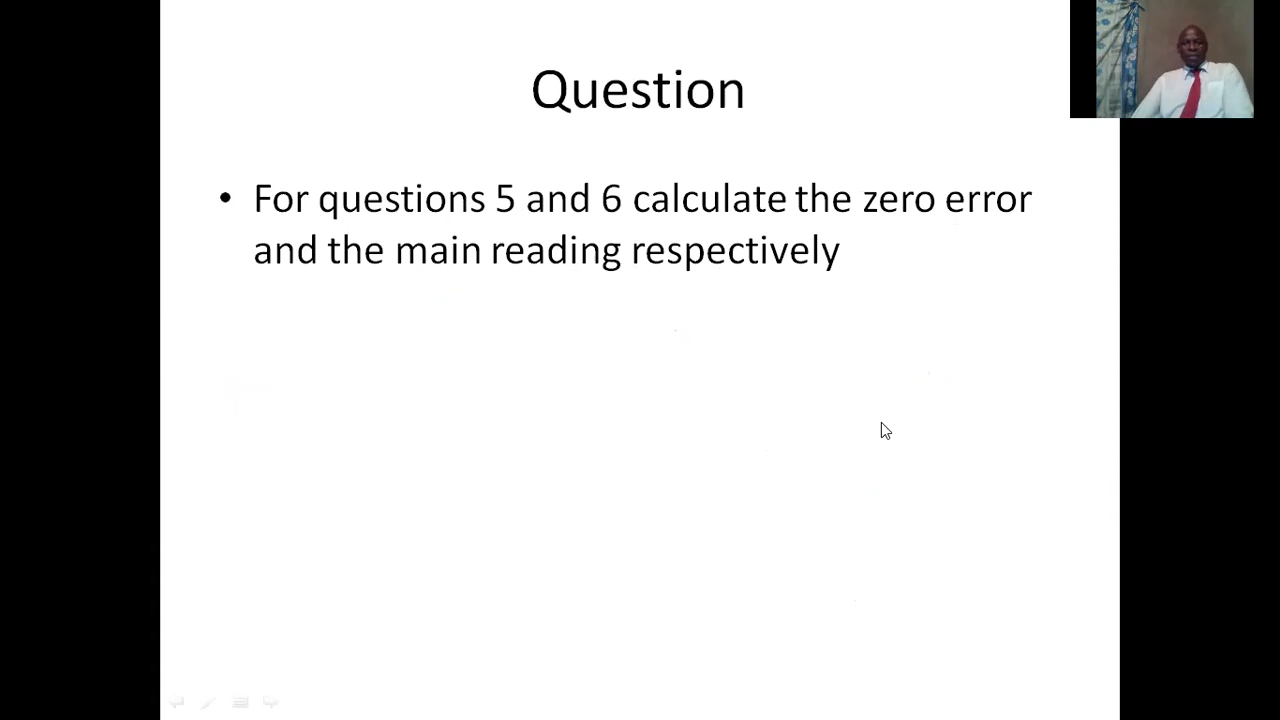 Question
• For questions 5 and 6 calculate the zero error
and the main reading respectively